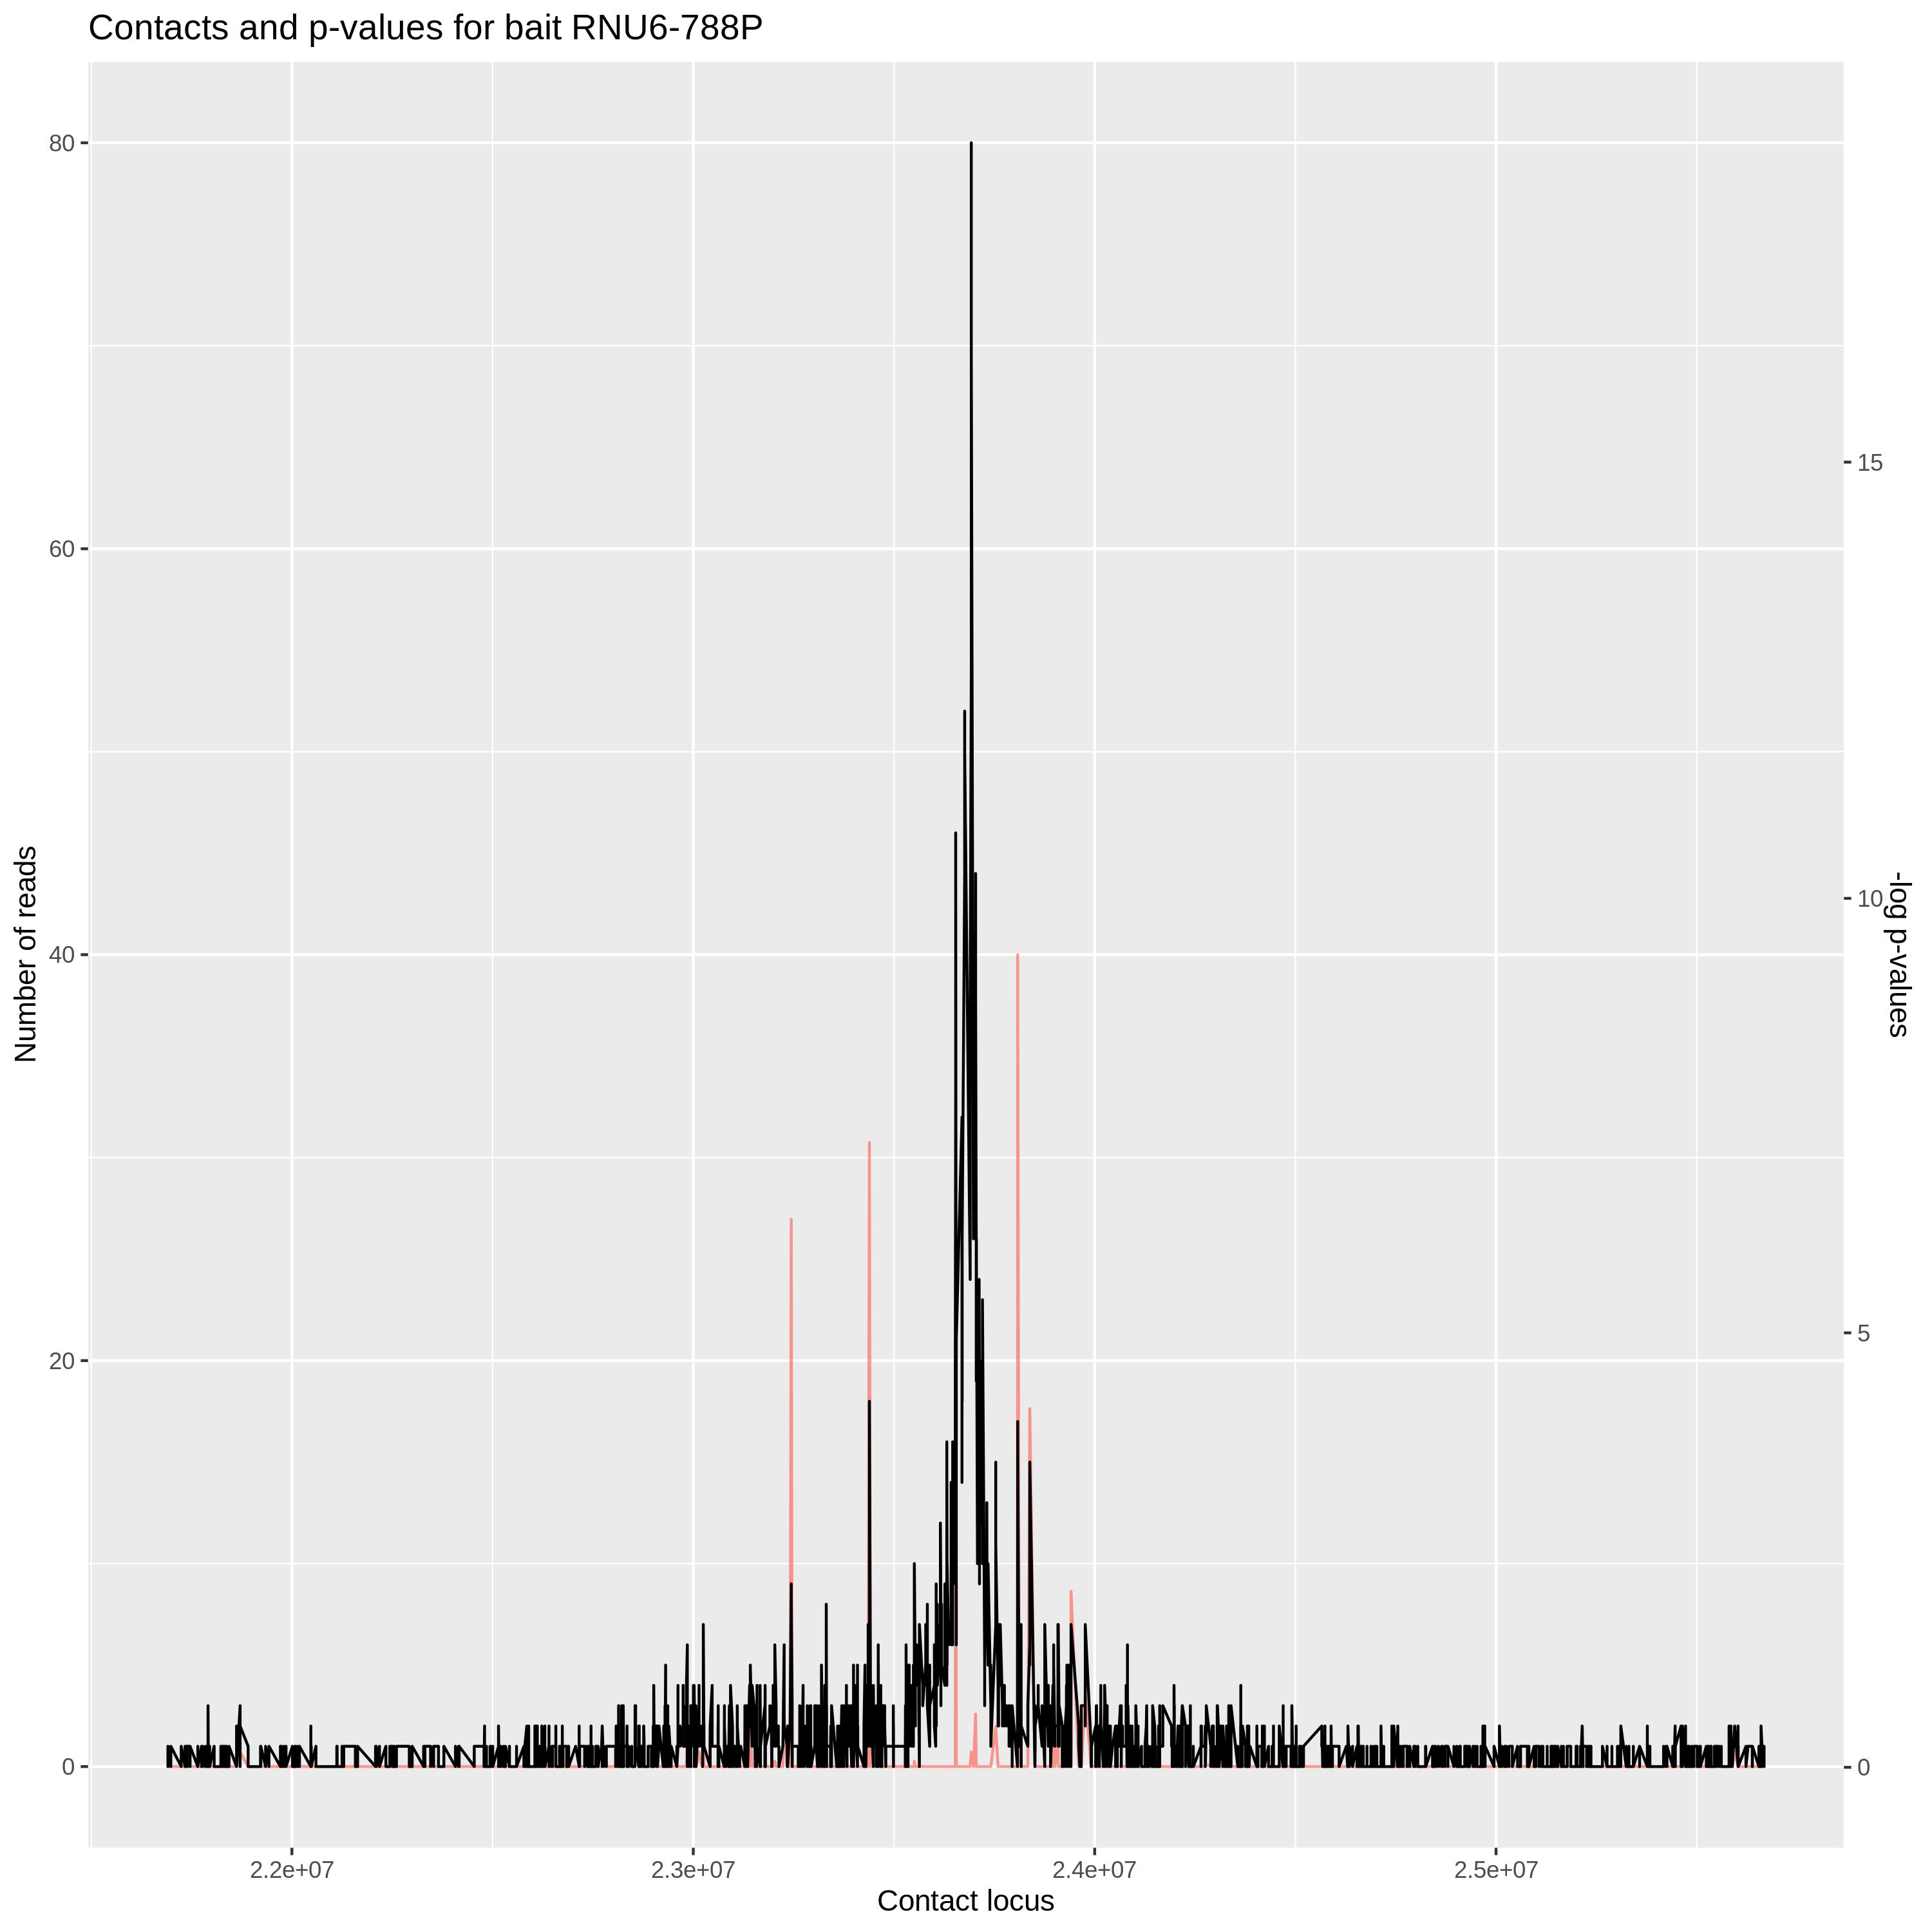 Contacts and p-values for bait RNU6-788P
80
60
40
20
0
Number of reads
15
10
5
0
-log p-values
2.2e+07
2.3e+07
2.4e+07
2.5e+07
Contact locus